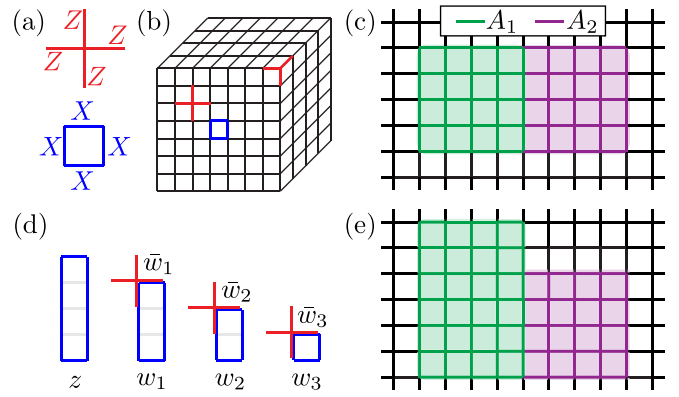 (a)
Z
Z
Z
Z
X
X
X
X
(b)
(c)
A₁
A₂
(d)
w̄₁
w̄₂
w̄₃
z
w₁
w₂
w₃
(e)